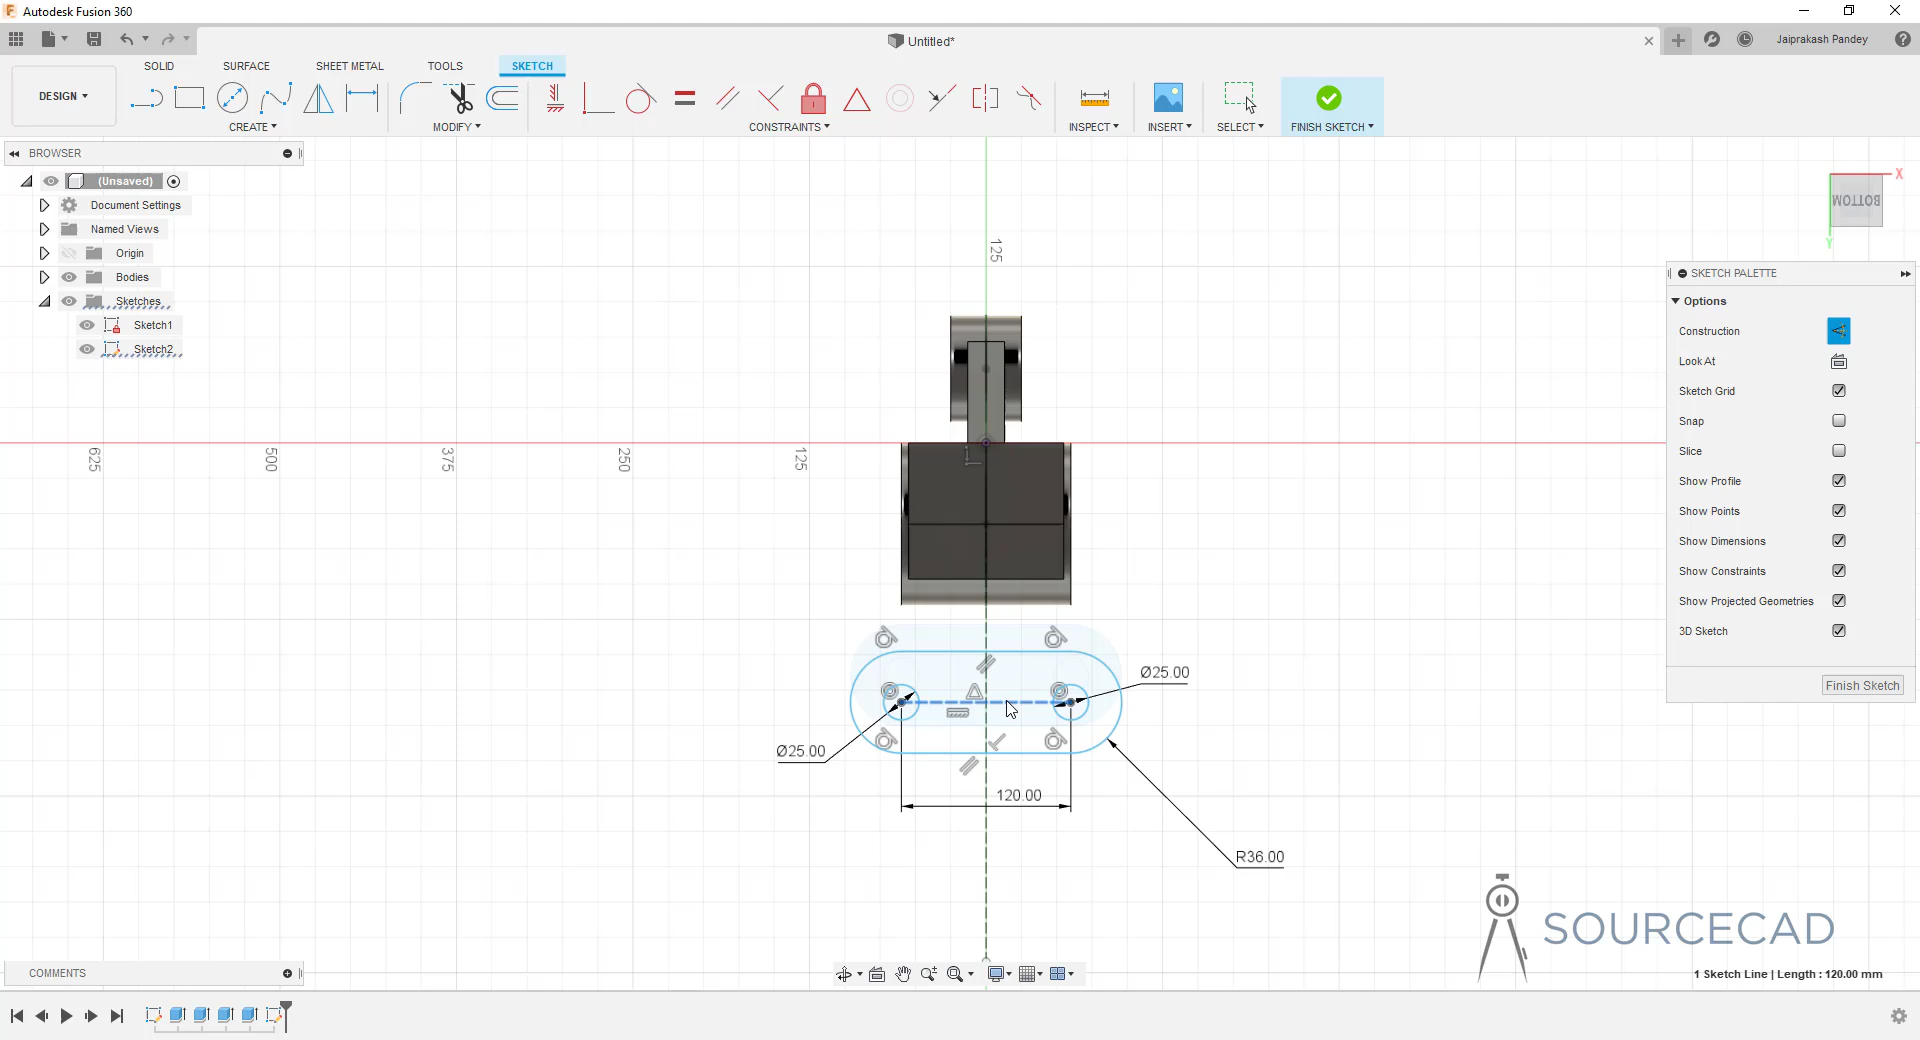 Autodesk Fusion 360
Untitled*
Jaiprakash Pandey
SOLID SURFACE SHEET METAL TOOLS SKETCH
DESIGN
CREATE MODIFY CONSTRAINTS INSPECT INSERT SELECT FINISH SKETCH
BROWSER
(Unsaved)
Document Settings
Named Views
Origin
Bodies
Sketches
Sketch1
Sketch2
X
BOTTOM
Y
125
625 500 375 250 125
SKETCH PALETTE
Options
Construction
Look At
Sketch Grid
Snap
Slice
Show Profile
Show Points
Show Dimensions
Show Constraints
Show Projected Geometries
3D Sketch
Finish Sketch
Ø25.00
Ø25.00
120.00
R36.00
SOURCECAD
1 Sketch Line | Length : 120.00 mm
COMMENTS